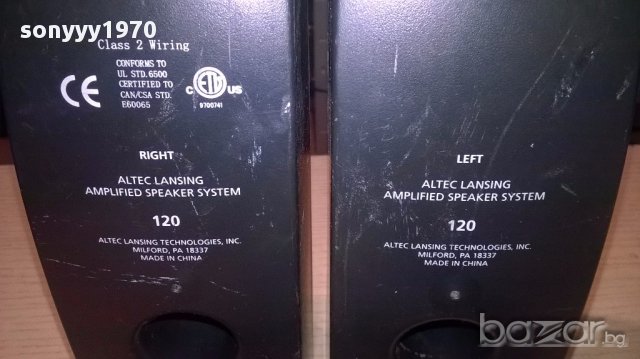 sonyyy1970
Class 2 Wiring
CONFORMS TO
UL STD.6500
CERTIFIED TO
CAN/CSA STD.
E60065
CE
C ETL US
9700741
RIGHT
ALTEC LANSING
AMPLIFIED SPEAKER SYSTEM
120
ALTEC LANSING TECHNOLOGIES, INC.
MILFORD, PA 18337
MADE IN CHINA
LEFT
ALTEC LANSING
AMPLIFIED SPEAKER SYSTEM
120
ALTEC LANSING TECHNOLOGIES, INC.
MILFORD, PA 18337
MADE IN CHINA
bazar.bg